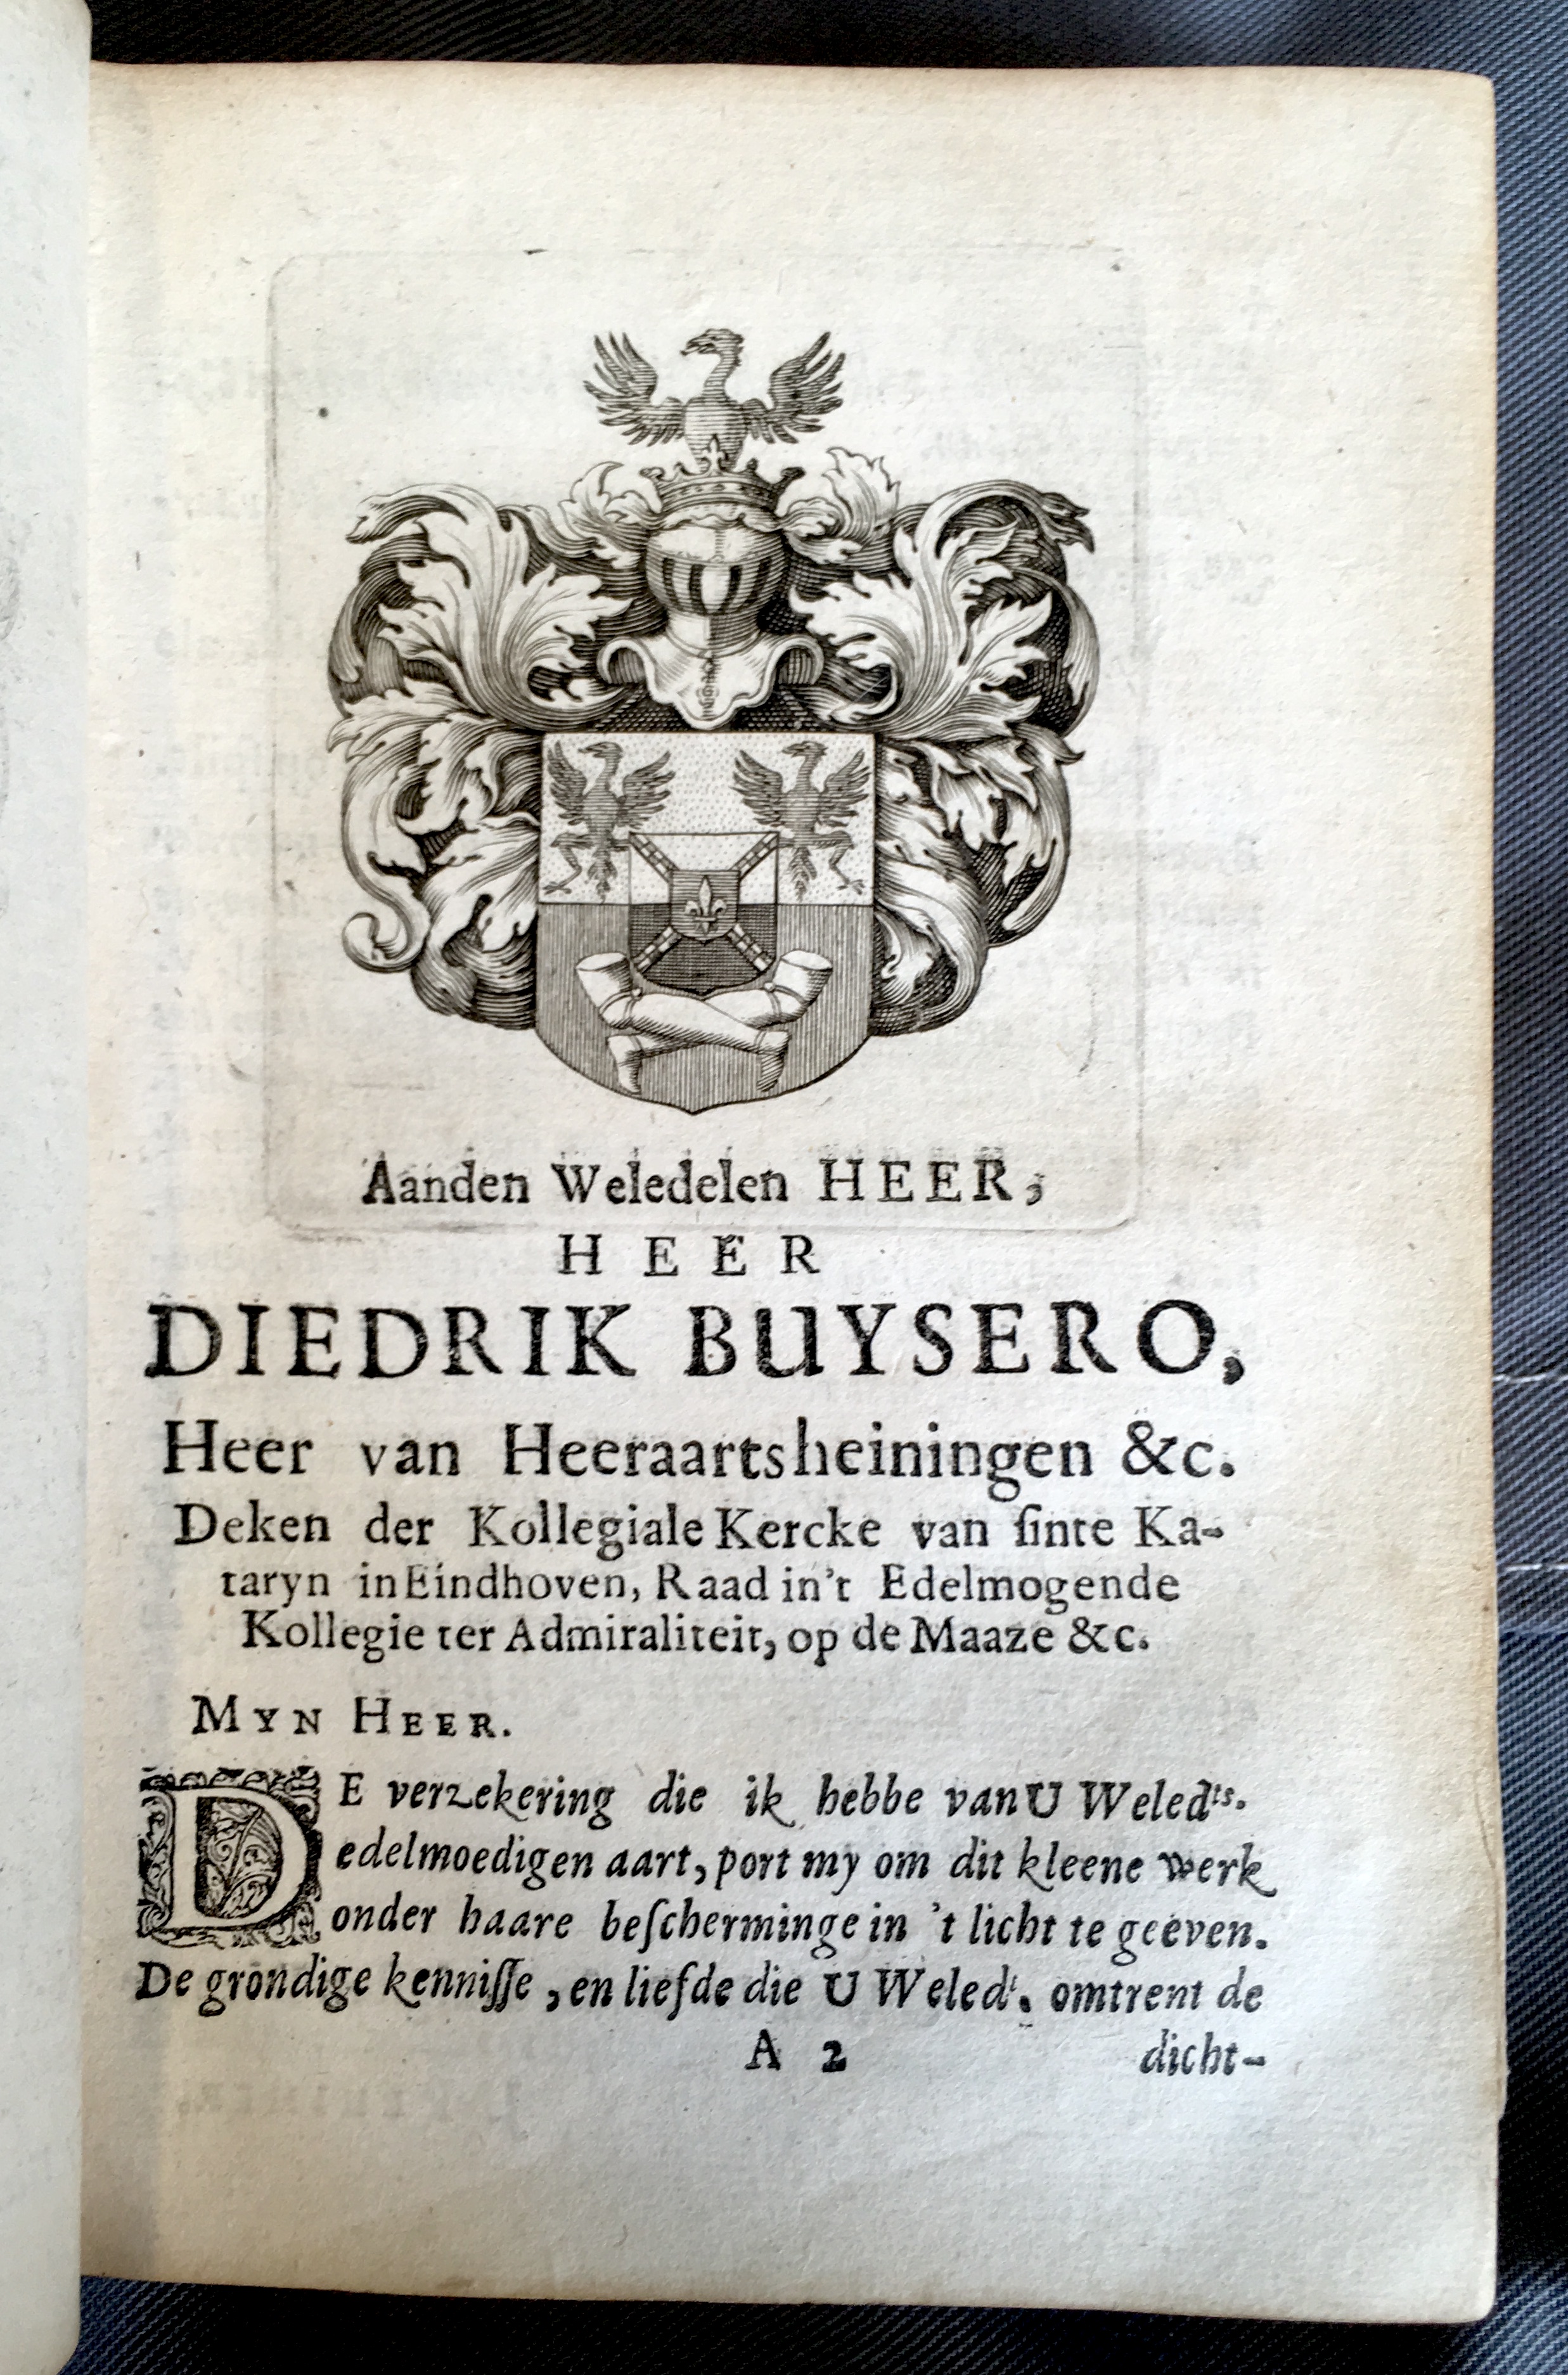 Aanden Weledelen HEER,
HEER
DIEDRIK BUYSERO,
Heer van Heeraartsheiningen &c.
Deken der Kollegiale Kercke van ſinte Ka-
taryn in Eindhoven, Raad in't Edelmogende
Kollegie ter Admiraliteit, op de Maaze &c.
MYN HEER.
DE verzekering die ik hebbe van U Weledᵗˢ.
edelmoedigen aart, port my om dit kleene werk
onder haare beſcherminge in 't licht te geeven.
De grondige kenniſſe, en liefde die U Weledᵗ. omtrent de
A 2 dicht-